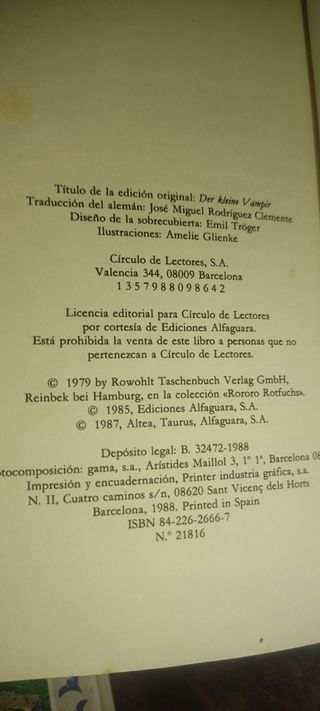 Título de la edición original: Der kleine Vampir
Traducción del alemán: José Miguel Rodríguez Clemente
Diseño de la sobrecubierta: Emil Tröger
Ilustraciones: Amelie Glienke
Círculo de Lectores, S.A.
Valencia 344, 08009 Barcelona
1 3 5 7 9 8 8 0 9 8 6 4 2
Licencia editorial para Círculo de Lectores
por cortesía de Ediciones Alfaguara.
Está prohibida la venta de este libro a personas que no
pertenezcan a Círculo de Lectores.
© 1979 by Rowohlt Taschenbuch Verlag GmbH,
Reinbek bei Hamburg, en la colección «Rororo Rotfuchs».
© 1985, Ediciones Alfaguara, S.A.
© 1987, Altea, Taurus, Alfaguara, S.A.
Depósito legal: B. 32472-1988
otocomposición: gama, s.a., Arístides Maillol 3, 1º 1ª, Barcelona 08
Impresión y encuadernación, Printer industria gráfica, s.a.
N. II, Cuatro caminos s/n, 08620 Sant Vicenç dels Horts
Barcelona, 1988. Printed in Spain
ISBN 84-226-2666-7
N.º 21816